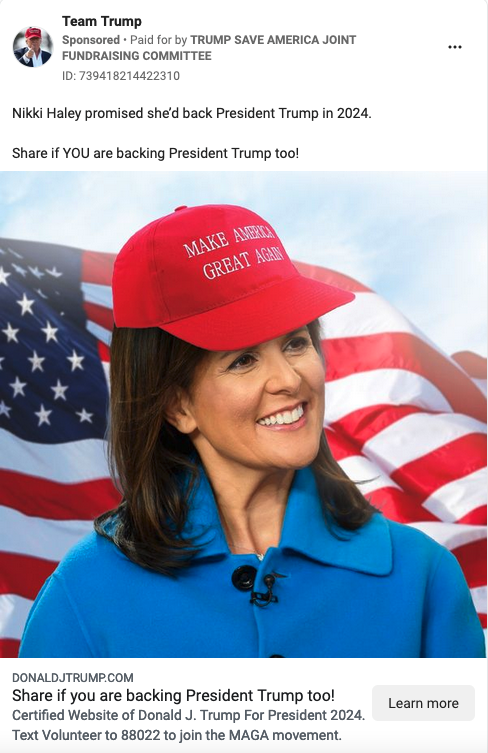 Team Trump
Sponsored • Paid for by TRUMP SAVE AMERICA JOINT
FUNDRAISING COMMITTEE
ID: 739418214422310
Nikki Haley promised she'd back President Trump in 2024.
Share if YOU are backing President Trump too!
MAKE AMERICA
GREAT AGAIN
DONALDJTRUMP.COM
Share if you are backing President Trump too!
Certified Website of Donald J. Trump For President 2024.
Text Volunteer to 88022 to join the MAGA movement.
Learn more